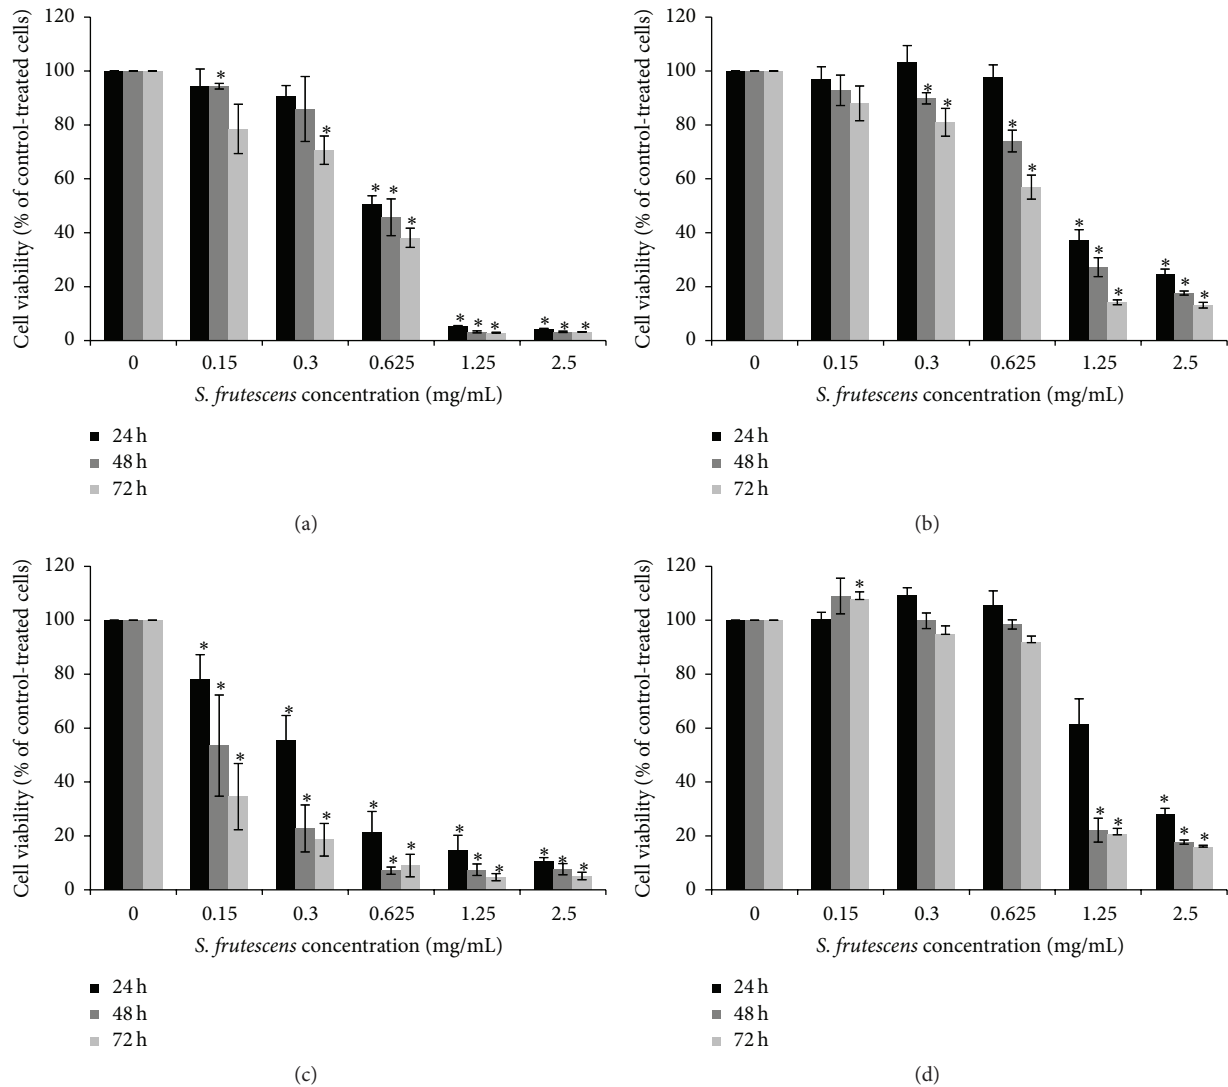 Cell viability (% of control-treated cells)
120
100
80
60
40
20
0
* * * * * * * * * * *
0 0.15 0.3 0.625 1.25 2.5
S. frutescens concentration (mg/mL)
24 h
48 h
72 h
(a)
Cell viability (% of control-treated cells)
120
100
80
60
40
20
0
* * * * * * * * * *
0 0.15 0.3 0.625 1.25 2.5
S. frutescens concentration (mg/mL)
24 h
48 h
72 h
(b)
Cell viability (% of control-treated cells)
120
100
80
60
40
20
0
* * * * * * * * * * * * * * *
0 0.15 0.3 0.625 1.25 2.5
S. frutescens concentration (mg/mL)
24 h
48 h
72 h
(c)
Cell viability (% of control-treated cells)
120
100
80
60
40
20
0
* * * * * *
0 0.15 0.3 0.625 1.25 2.5
S. frutescens concentration (mg/mL)
24 h
48 h
72 h
(d)